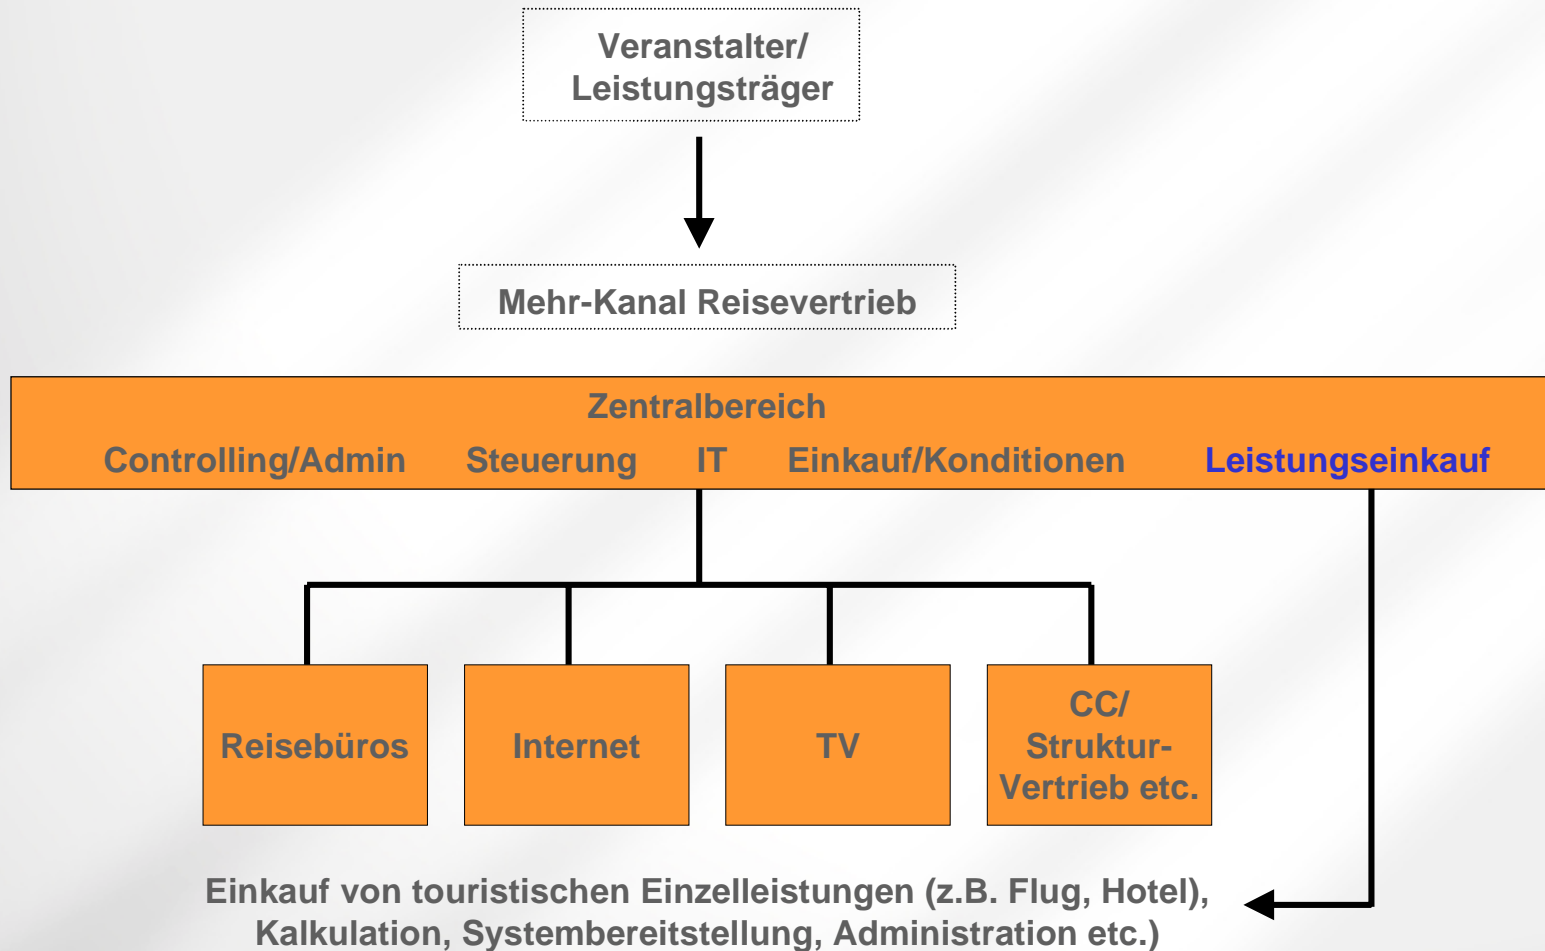 Veranstalter/
Leistungsträger
Mehr-Kanal Reisevertrieb
Zentralbereich
Controlling/Admin Steuerung IT Einkauf/Konditionen Leistungseinkauf
Reisebüros
Internet
TV
CC/
Struktur-
Vertrieb etc.
Einkauf von touristischen Einzelleistungen (z.B. Flug, Hotel),
Kalkulation, Systembereitstellung, Administration etc.)